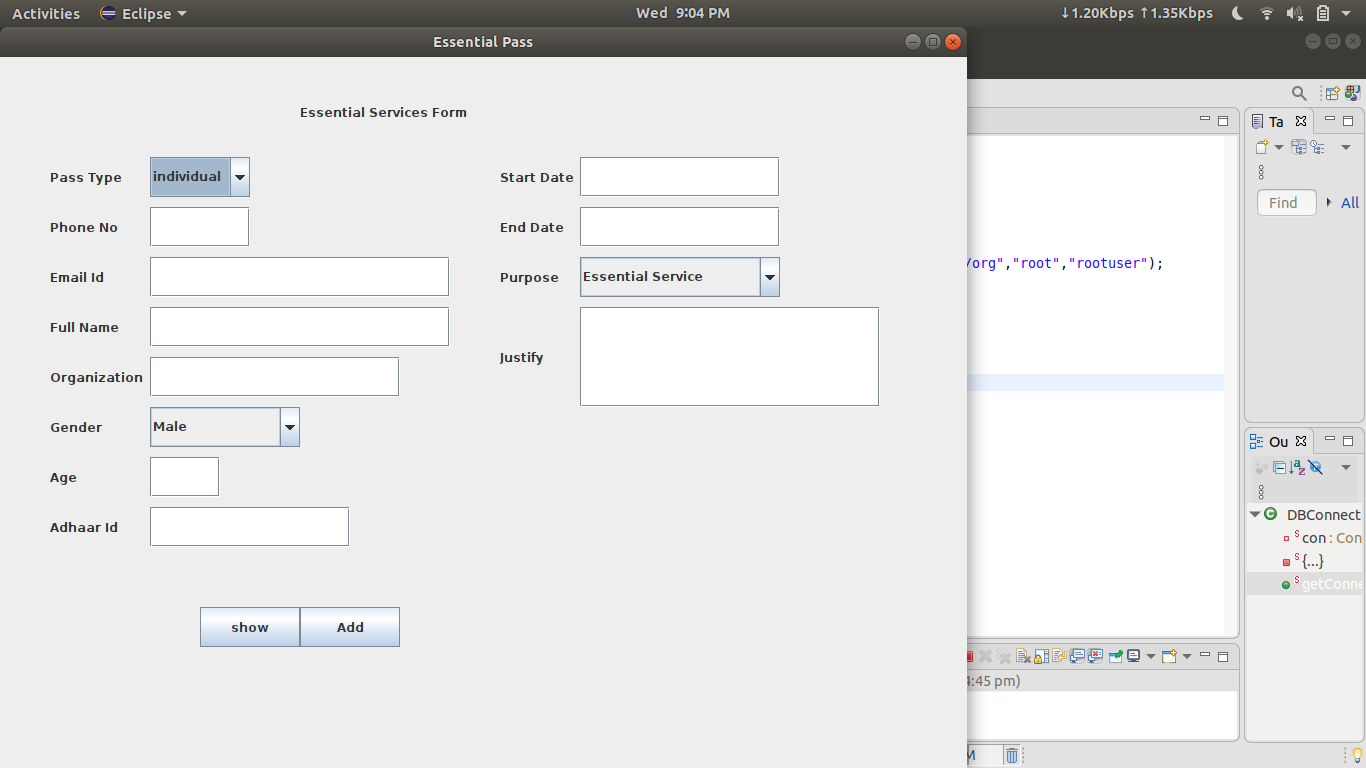 Activities Eclipse Wed 9:04 PM ↓1.20Kbps ↑1.35Kbps
Essential Pass
Essential Services Form
Pass Type individual Start Date
Phone No End Date
Email Id Purpose Essential Service
Full Name
Justify
Organization
Gender Male
Age
Adhaar Id
show Add
/org","root","rootuser");
4:45 pm)
Ta
Find All
Ou
DBConnect
con : Con
{...}
getConne